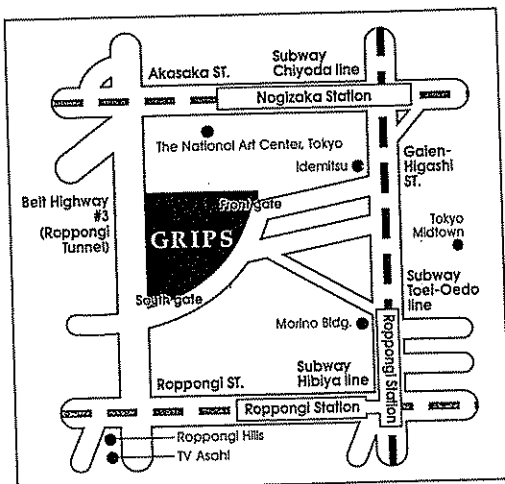 Subway
Chiyoda line
Akasaka ST.
Nogizaka Station
The National Art Center, Tokyo
Idemitsu
Gaien-
Higashi
ST.
Belt Highway
#3
(Roppongi
Tunnel)
Front gate
GRIPS
Tokyo
Midtown
South gate
Subway
Toei-Oedo
line
Morino Bldg.
Roppongi Station
Subway
Hibiya line
Roppongi ST.
Roppongi Station
Roppongi Hills
TV Asahi